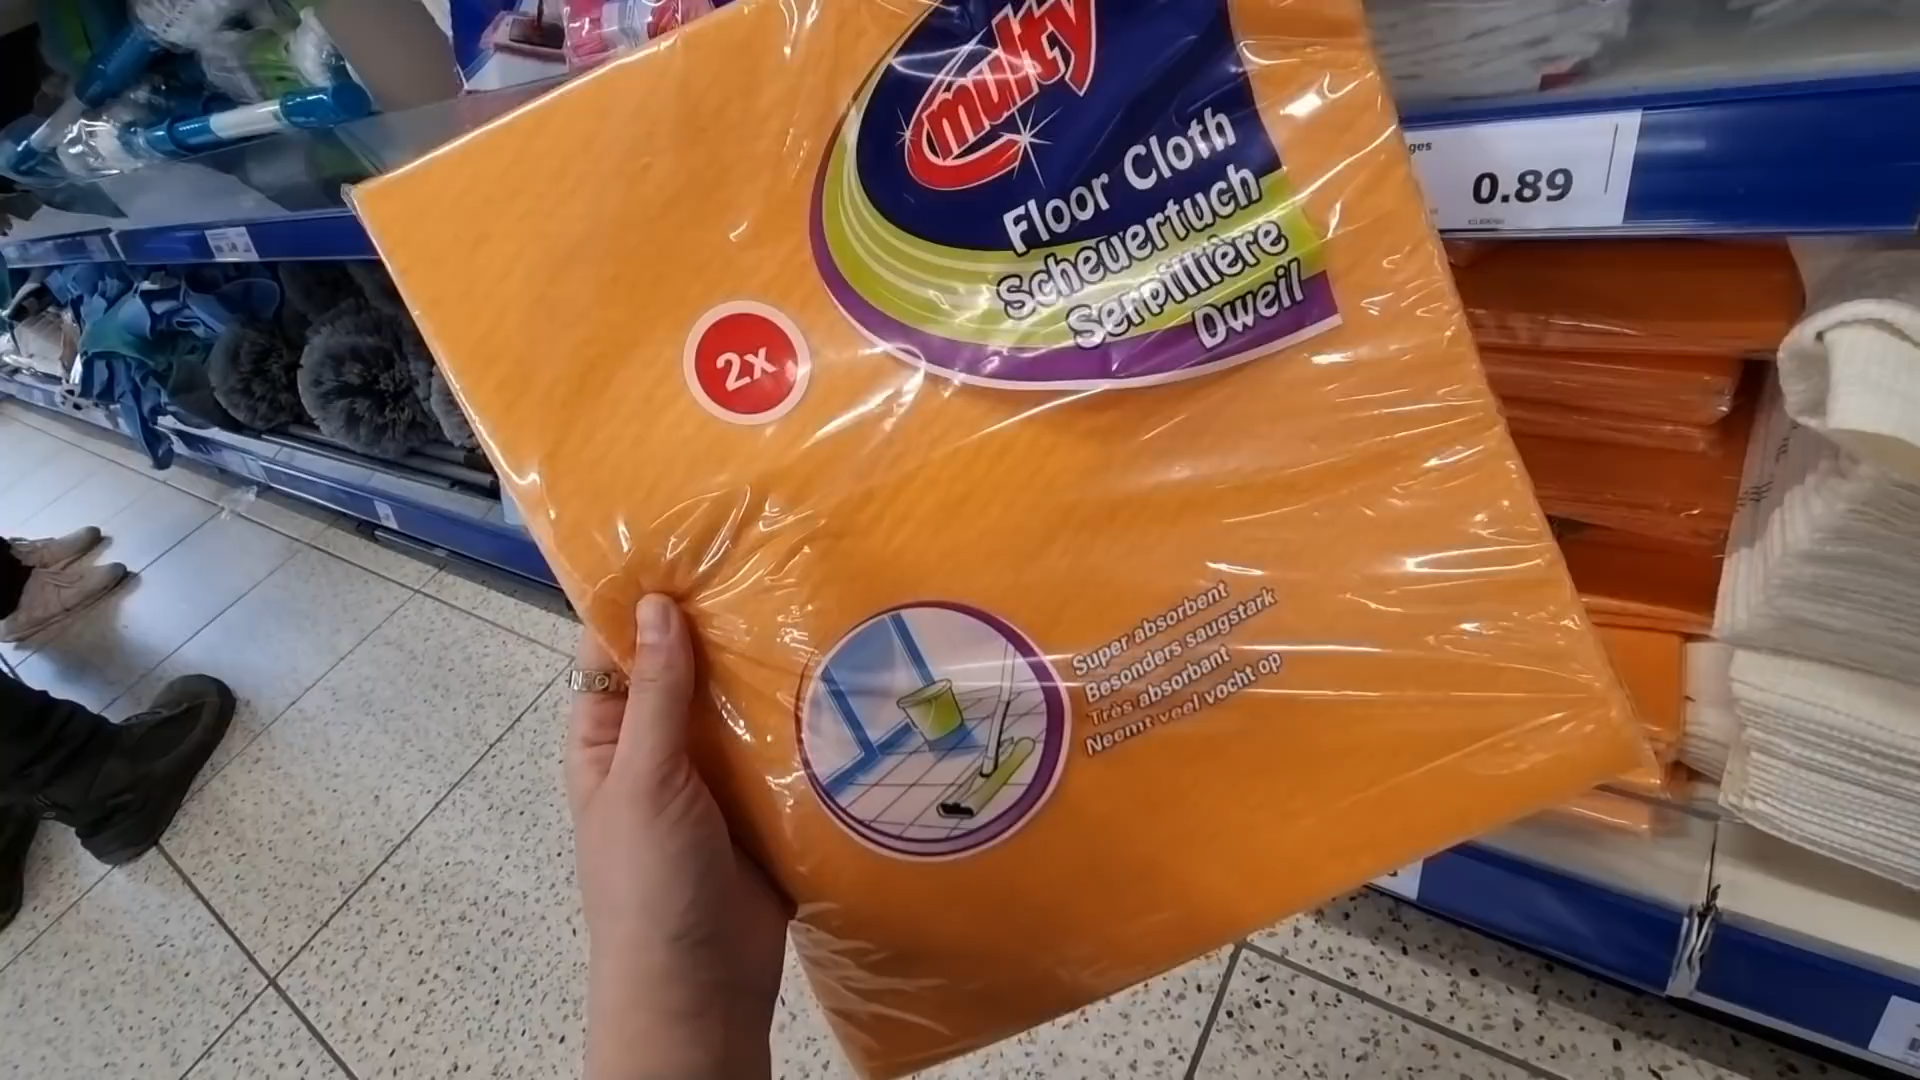 multy
Floor Cloth
Scheuertuch
Serpillière
Dweil
2x
Super absorbent
Besonders saugstark
Très absorbant
Neemt veel vocht op
ges
0.89